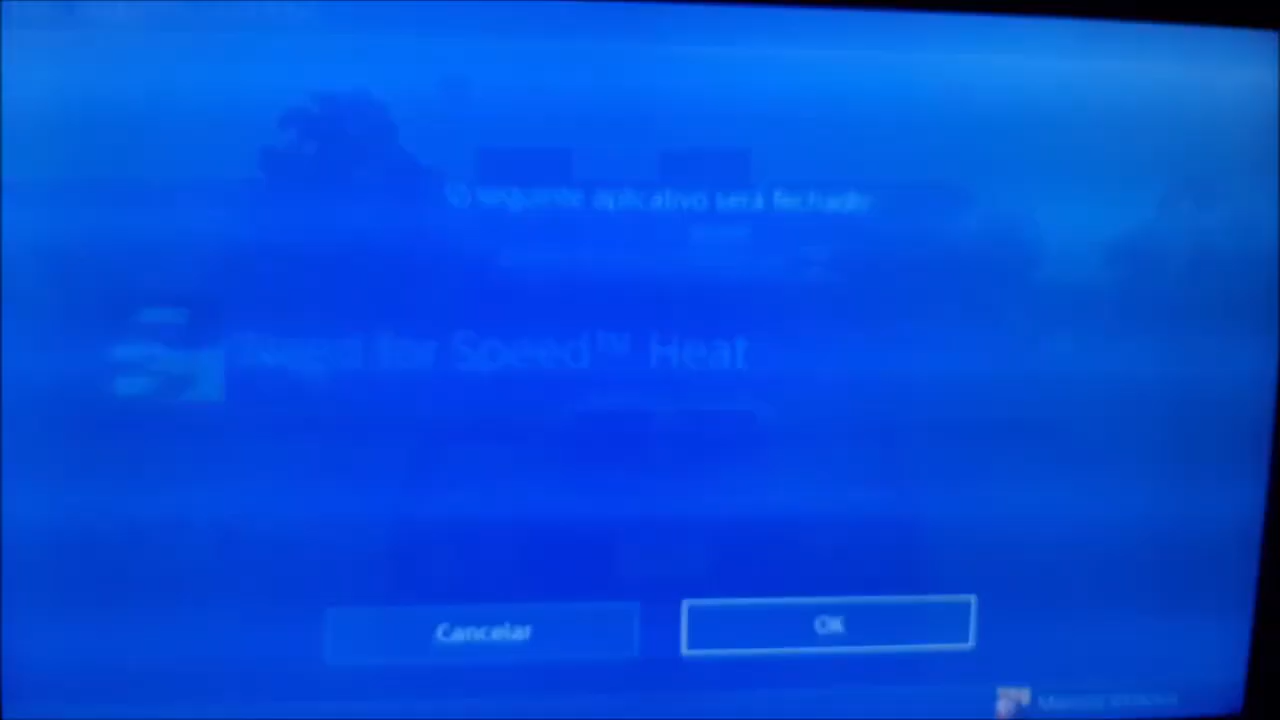 O seguinte aplicativo será fechado:
Need for Speed™ Heat
Cancelar
OK